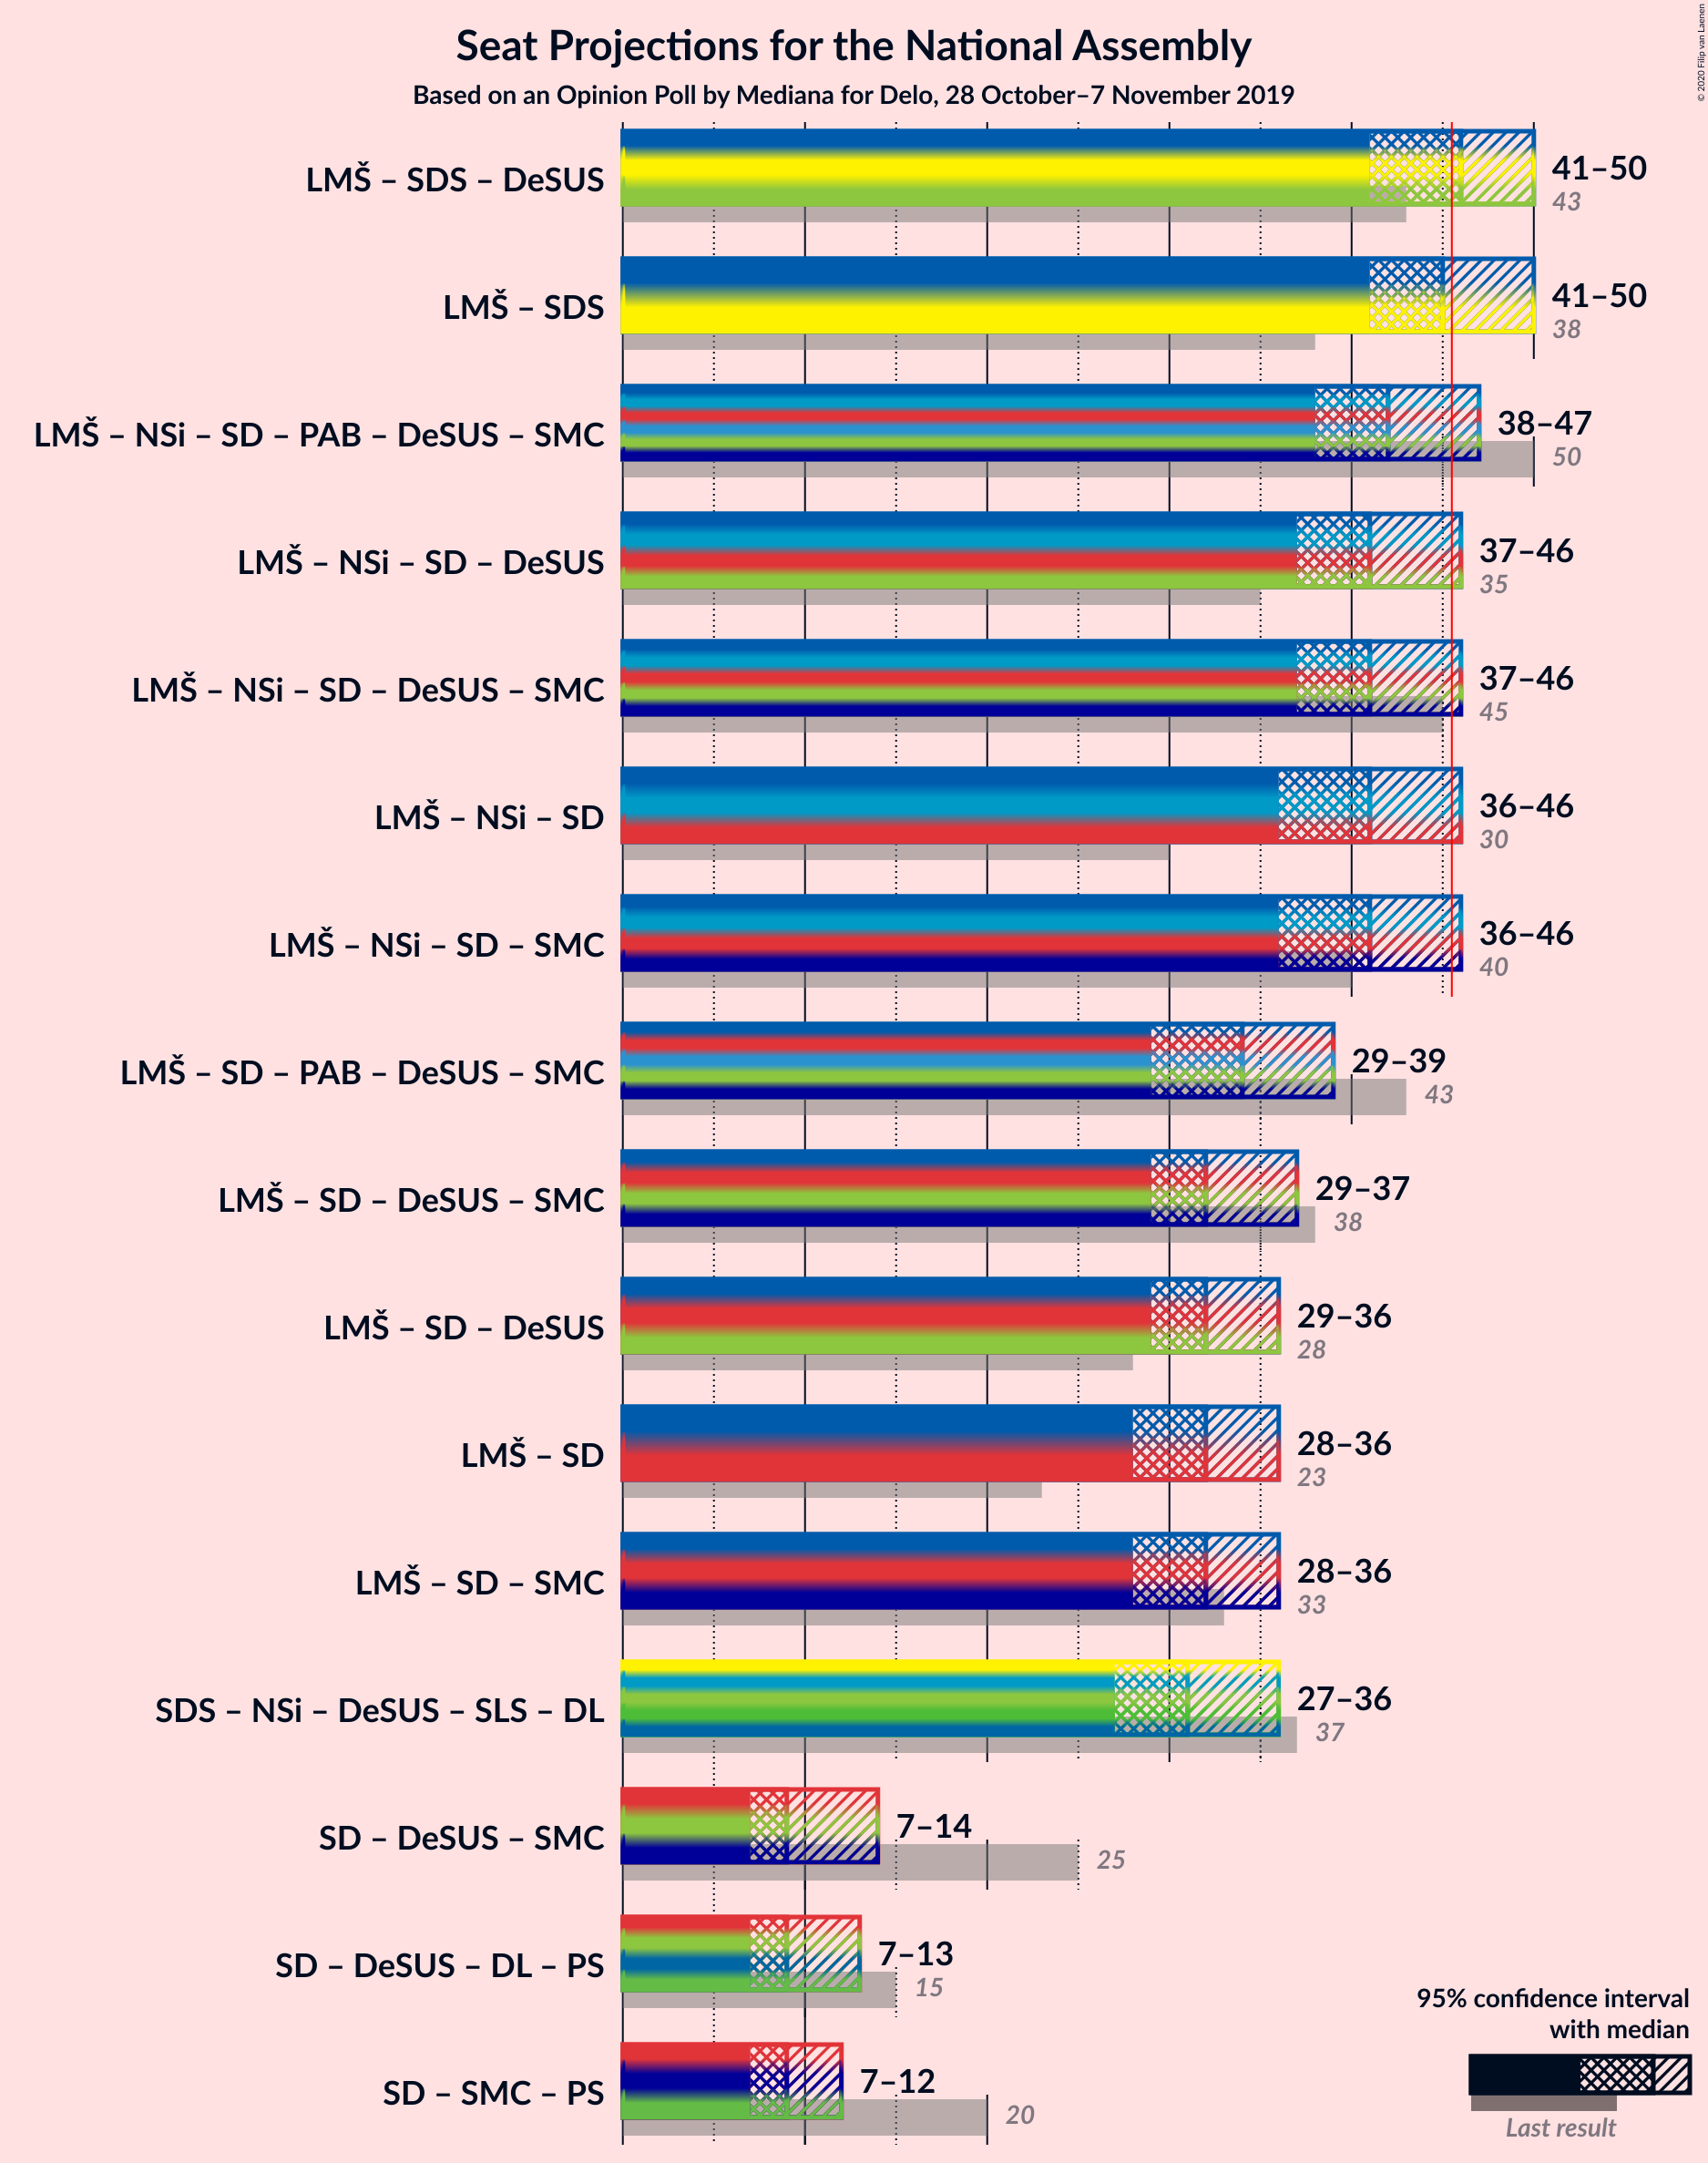 © 2020 Filip van Laenen
Seat Projections for the National Assembly
Based on an Opinion Poll by Mediana for Delo, 28 October–7 November 2019
LMŠ – SDS – DeSUS
41–50
43
LMŠ – SDS
41–50
38
LMŠ – NSi – SD – PAB – DeSUS – SMC
38–47
50
LMŠ – NSi – SD – DeSUS
37–46
35
LMŠ – NSi – SD – DeSUS – SMC
37–46
45
LMŠ – NSi – SD
36–46
30
LMŠ – NSi – SD – SMC
36–46
40
LMŠ – SD – PAB – DeSUS – SMC
29–39
43
LMŠ – SD – DeSUS – SMC
29–37
38
LMŠ – SD – DeSUS
29–36
28
LMŠ – SD
28–36
23
LMŠ – SD – SMC
28–36
33
SDS – NSi – DeSUS – SLS – DL
27–36
37
SD – DeSUS – SMC
7–14
25
SD – DeSUS – DL – PS
7–13
15
SD – SMC – PS
7–12
20
95% confidence interval
with median
Last result